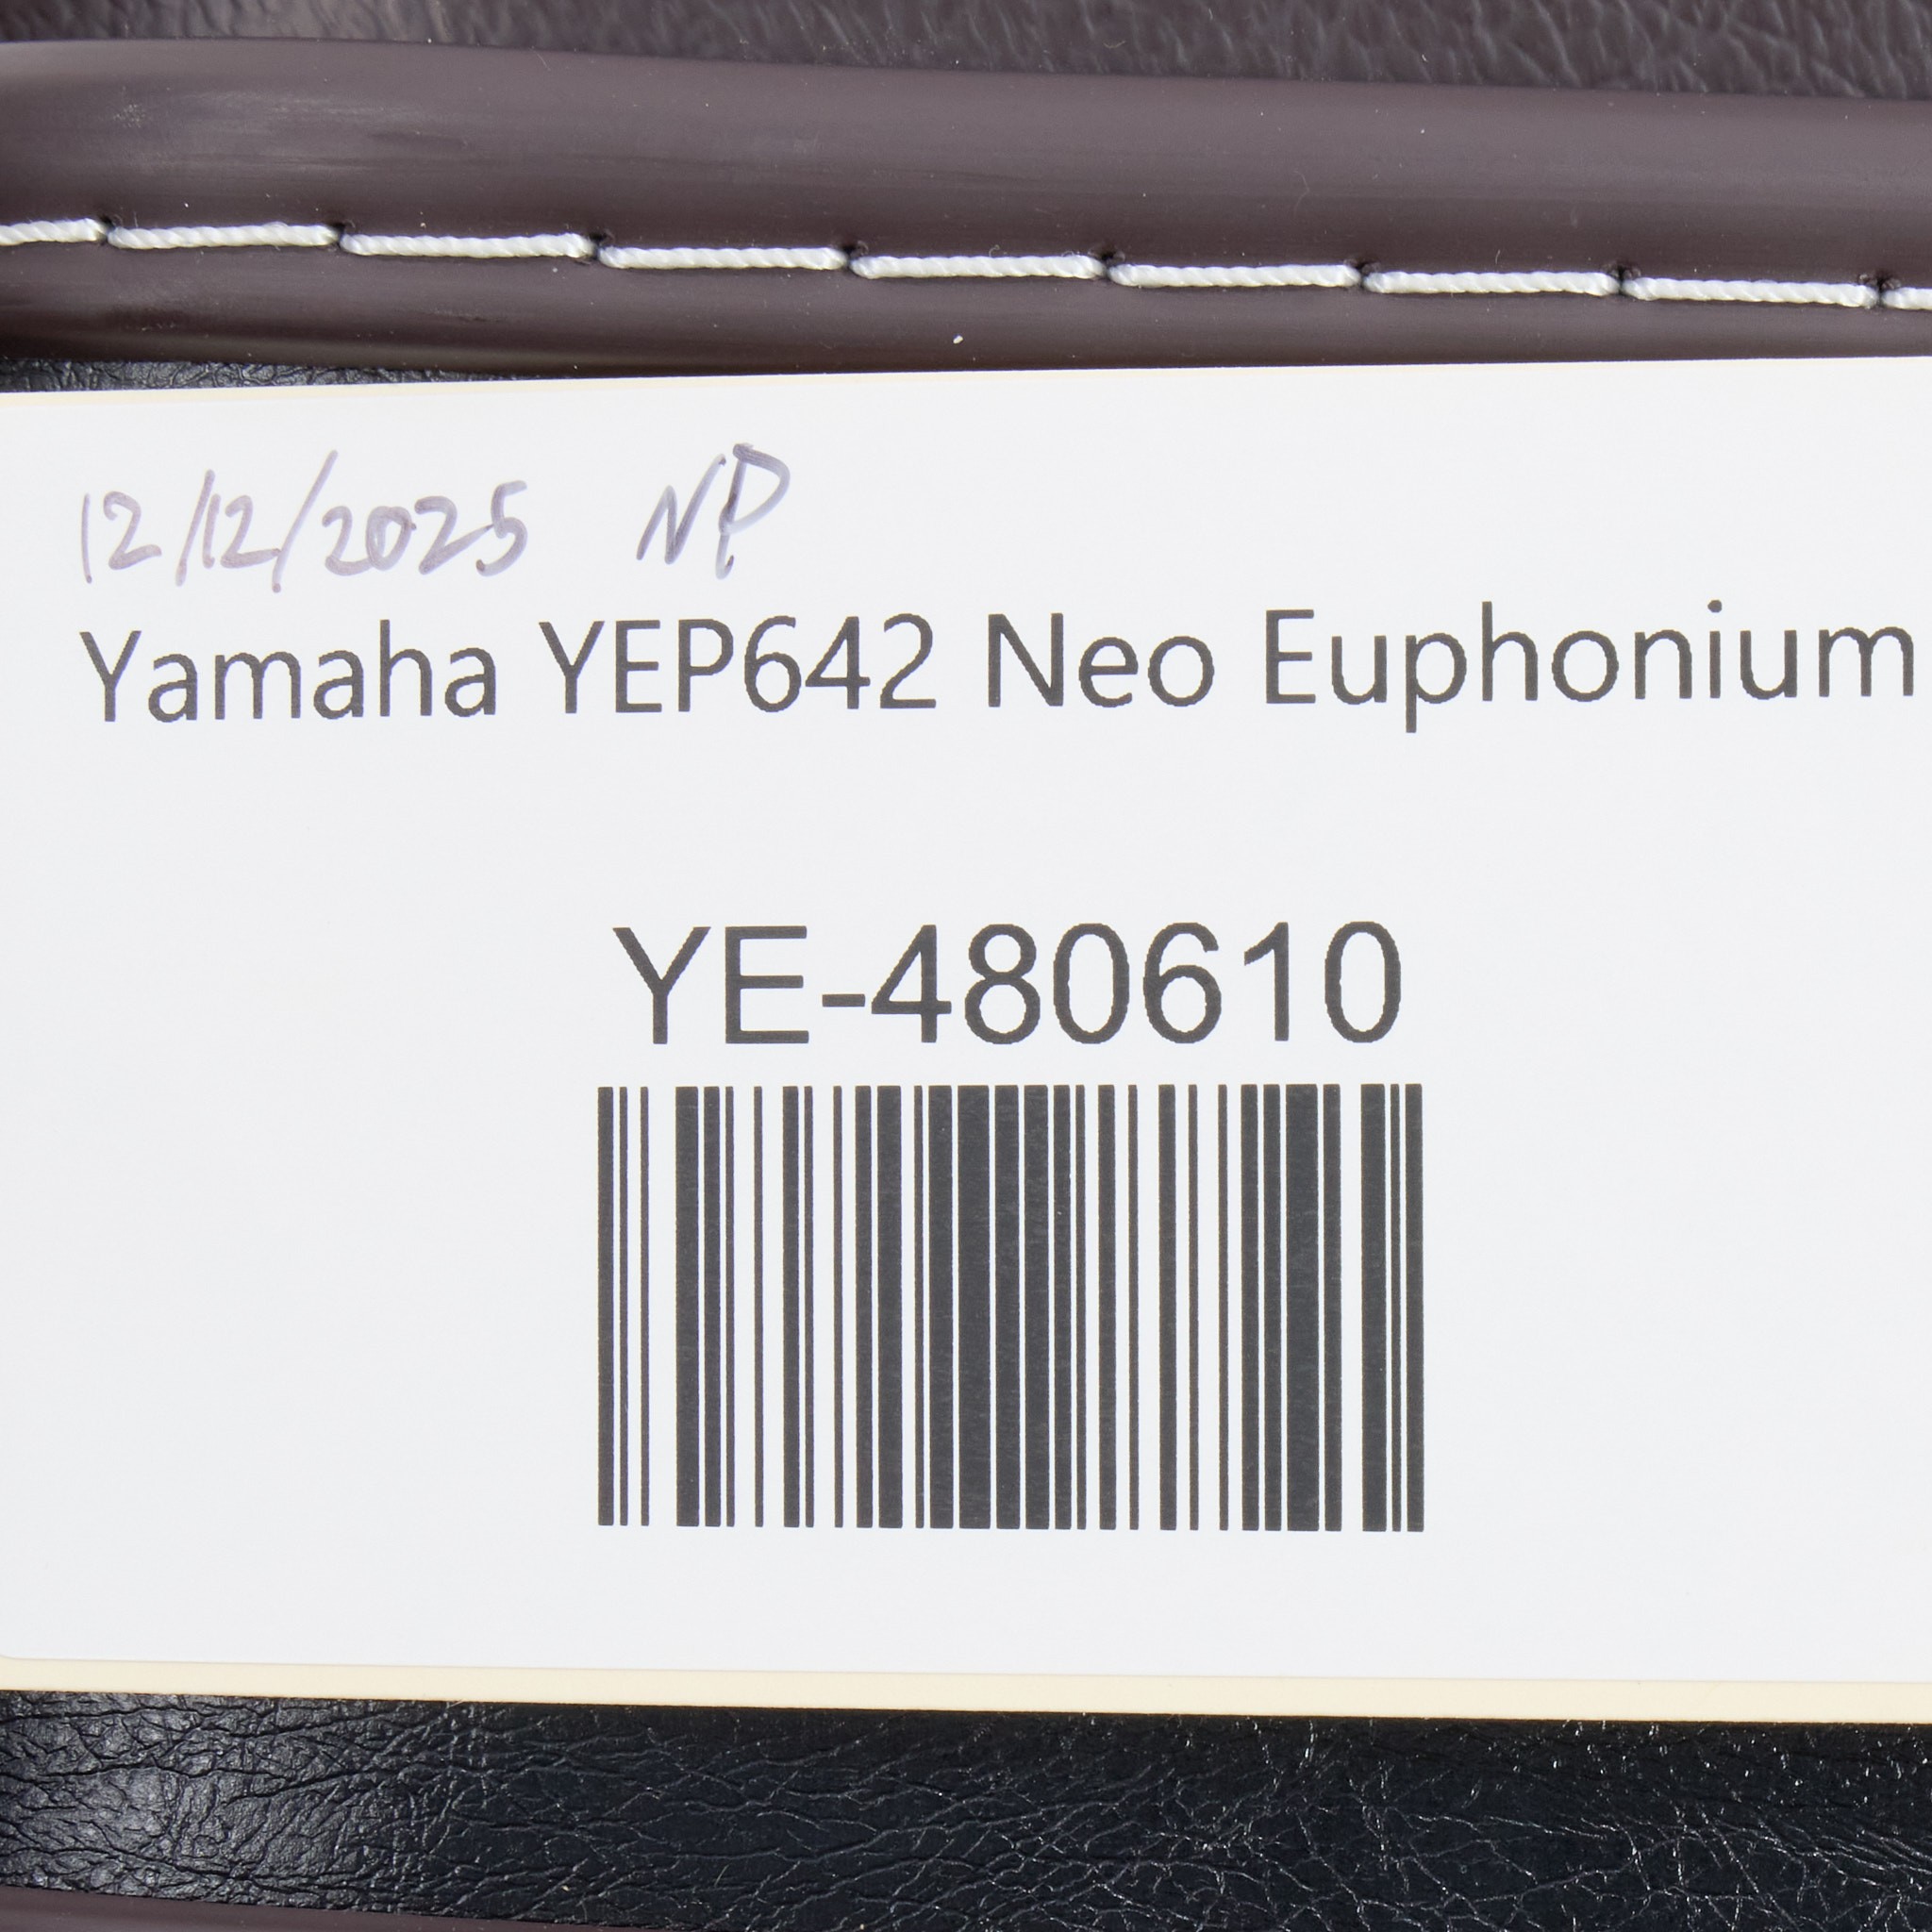 12/12/2025 NP
Yamaha YEP642 Neo Euphonium
YE-480610